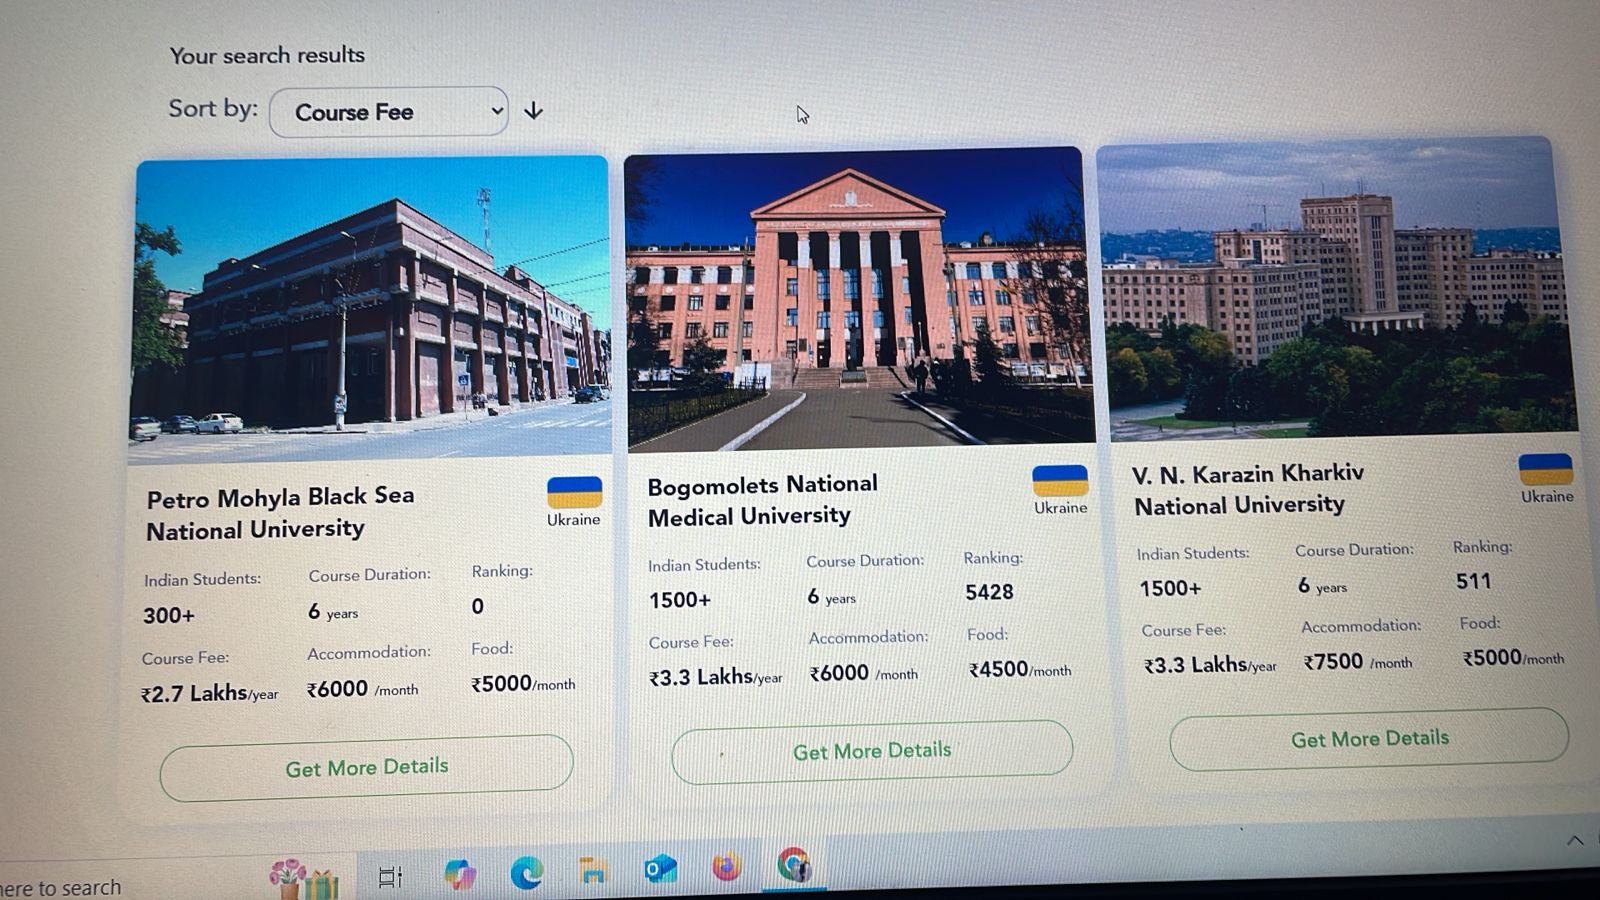 Your search results
Sort by: Course Fee
Petro Mohyla Black Sea
National University
Ukraine
Indian Students: Course Duration: Ranking:
300+ 6 years 0
Course Fee: Accommodation: Food:
₹2.7 Lakhs/year ₹6000 /month ₹5000/month
Get More Details
Bogomolets National
Medical University
Ukraine
Indian Students: Course Duration: Ranking:
1500+ 6 years 5428
Course Fee: Accommodation: Food:
₹3.3 Lakhs/year ₹6000 /month ₹4500/month
Get More Details
V. N. Karazin Kharkiv
National University
Ukraine
Indian Students: Course Duration: Ranking:
1500+ 6 years 511
Course Fee: Accommodation: Food:
₹3.3 Lakhs/year ₹7500 /month ₹5000/month
Get More Details
here to search